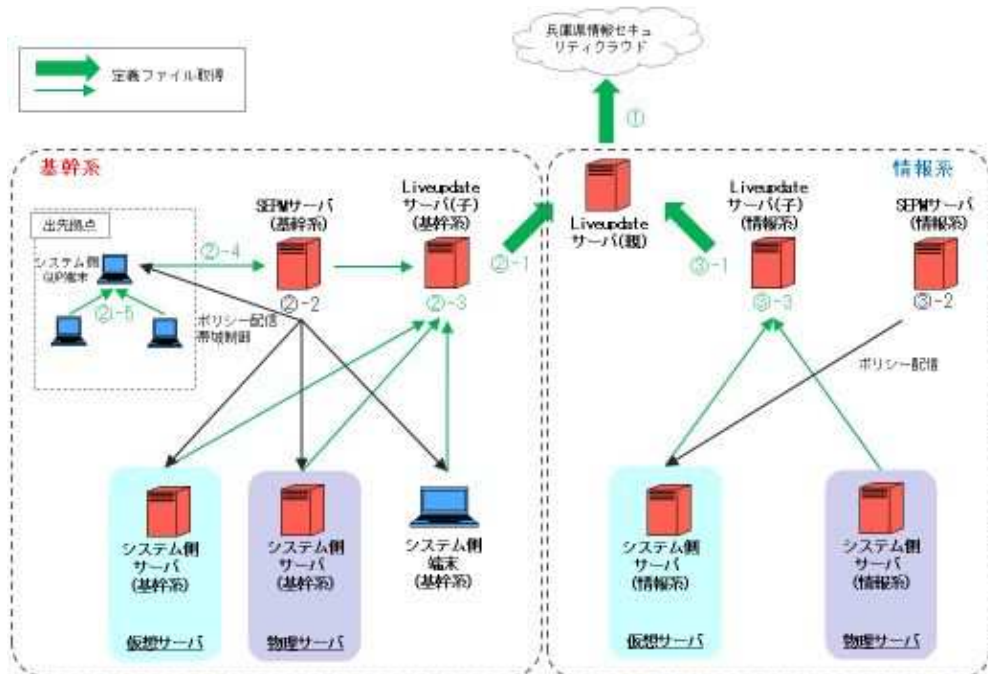 兵庫県情報セキュ
リティクラウド
定義ファイル取得
①
基幹系
情報系
SEPMサーバ
(基幹系)
Liveupdate
サーバ(子)
(基幹系)
Liveupdate
サーバ(親)
Liveupdate
サーバ(子)
(情報系)
SEPMサーバ
(情報系)
出先拠点
システム側
GUP端末
②-4
②-1
③-1
②-2
②-3
③-3
③-2
②-5
ポリシー配信
帯域制御
ポリシー配信
システム側
サーバ
(基幹系)
システム側
サーバ
(基幹系)
システム側
端末
(基幹系)
システム側
サーバ
(情報系)
システム側
サーバ
(情報系)
仮想サーバ
物理サーバ
仮想サーバ
物理サーバ